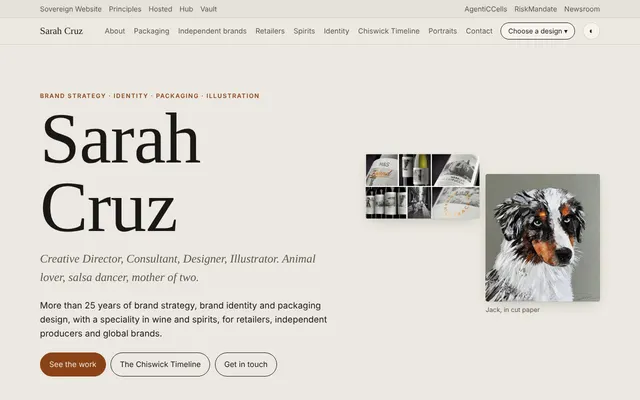 Sovereign Website Principles Hosted Hub Vault AgentiCCells RiskMandate Newsroom
Sarah Cruz About Packaging Independent brands Retailers Spirits Identity Chiswick Timeline Portraits Contact Choose a design ▾
BRAND STRATEGY · IDENTITY · PACKAGING · ILLUSTRATION
Sarah
Cruz
Creative Director, Consultant, Designer, Illustrator. Animal
lover, salsa dancer, mother of two.
More than 25 years of brand strategy, brand identity and packaging
design, with a speciality in wine and spirits, for retailers, independent
producers and global brands.
See the work The Chiswick Timeline Get in touch
Jack, in cut paper